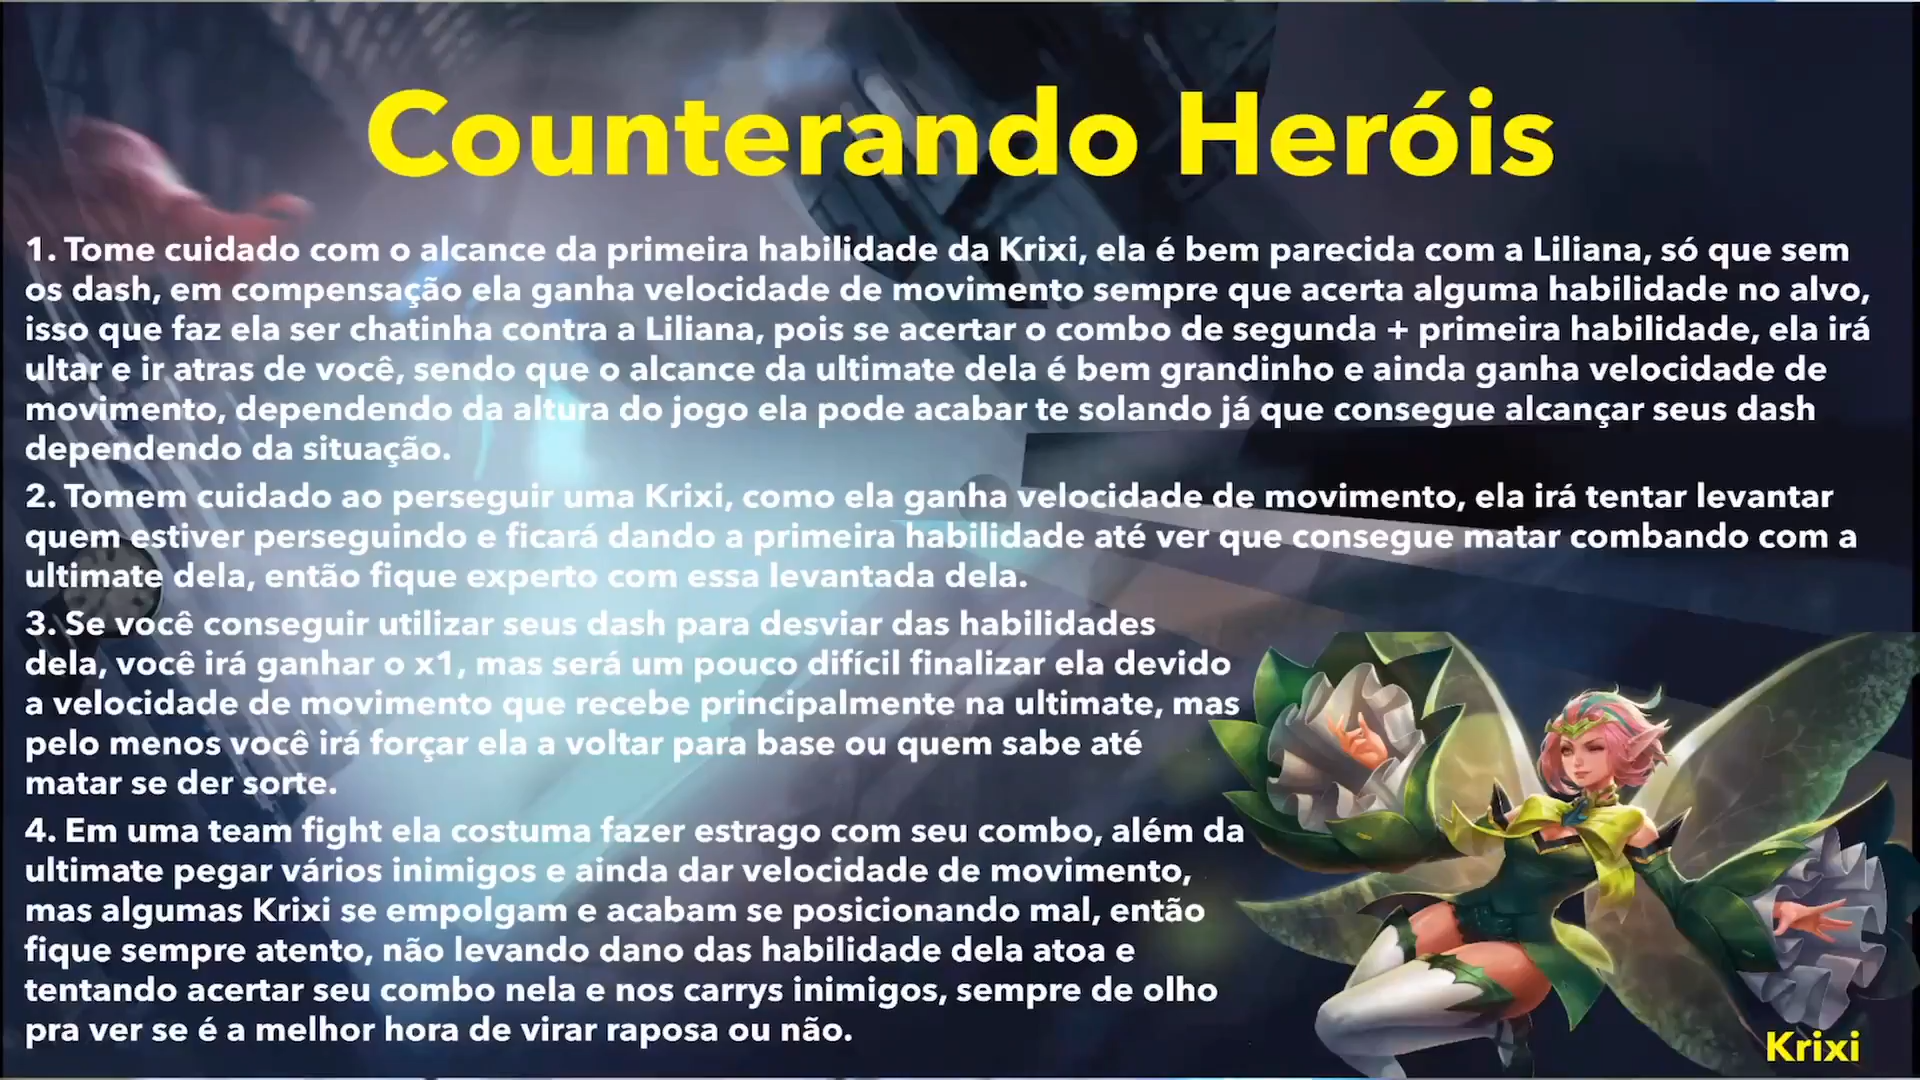 Counterando Heróis
1. Tome cuidado com o alcance da primeira habilidade da Krixi, ela é bem parecida com a Liliana, só que sem
os dash, em compensação ela ganha velocidade de movimento sempre que acerta alguma habilidade no alvo,
isso que faz ela ser chatinha contra a Liliana, pois se acertar o combo de segunda + primeira habilidade, ela irá
ultar e ir atras de você, sendo que o alcance da ultimate dela é bem grandinho e ainda ganha velocidade de
movimento, dependendo da altura do jogo ela pode acabar te solando já que consegue alcançar seus dash
dependendo da situação.
2. Tomem cuidado ao perseguir uma Krixi, como ela ganha velocidade de movimento, ela irá tentar levantar
quem estiver perseguindo e ficará dando a primeira habilidade até ver que consegue matar combando com a
ultimate dela, então fique experto com essa levantada dela.
3. Se você conseguir utilizar seus dash para desviar das habilidades
dela, você irá ganhar o x1, mas será um pouco difícil finalizar ela devido
a velocidade de movimento que recebe principalmente na ultimate, mas
pelo menos você irá forçar ela a voltar para base ou quem sabe até
matar se der sorte.
4. Em uma team fight ela costuma fazer estrago com seu combo, além da
ultimate pegar vários inimigos e ainda dar velocidade de movimento,
mas algumas Krixi se empolgam e acabam se posicionando mal, então
fique sempre atento, não levando dano das habilidade dela atoa e
tentando acertar seu combo nela e nos carrys inimigos, sempre de olho
pra ver se é a melhor hora de virar raposa ou não.
Krixi